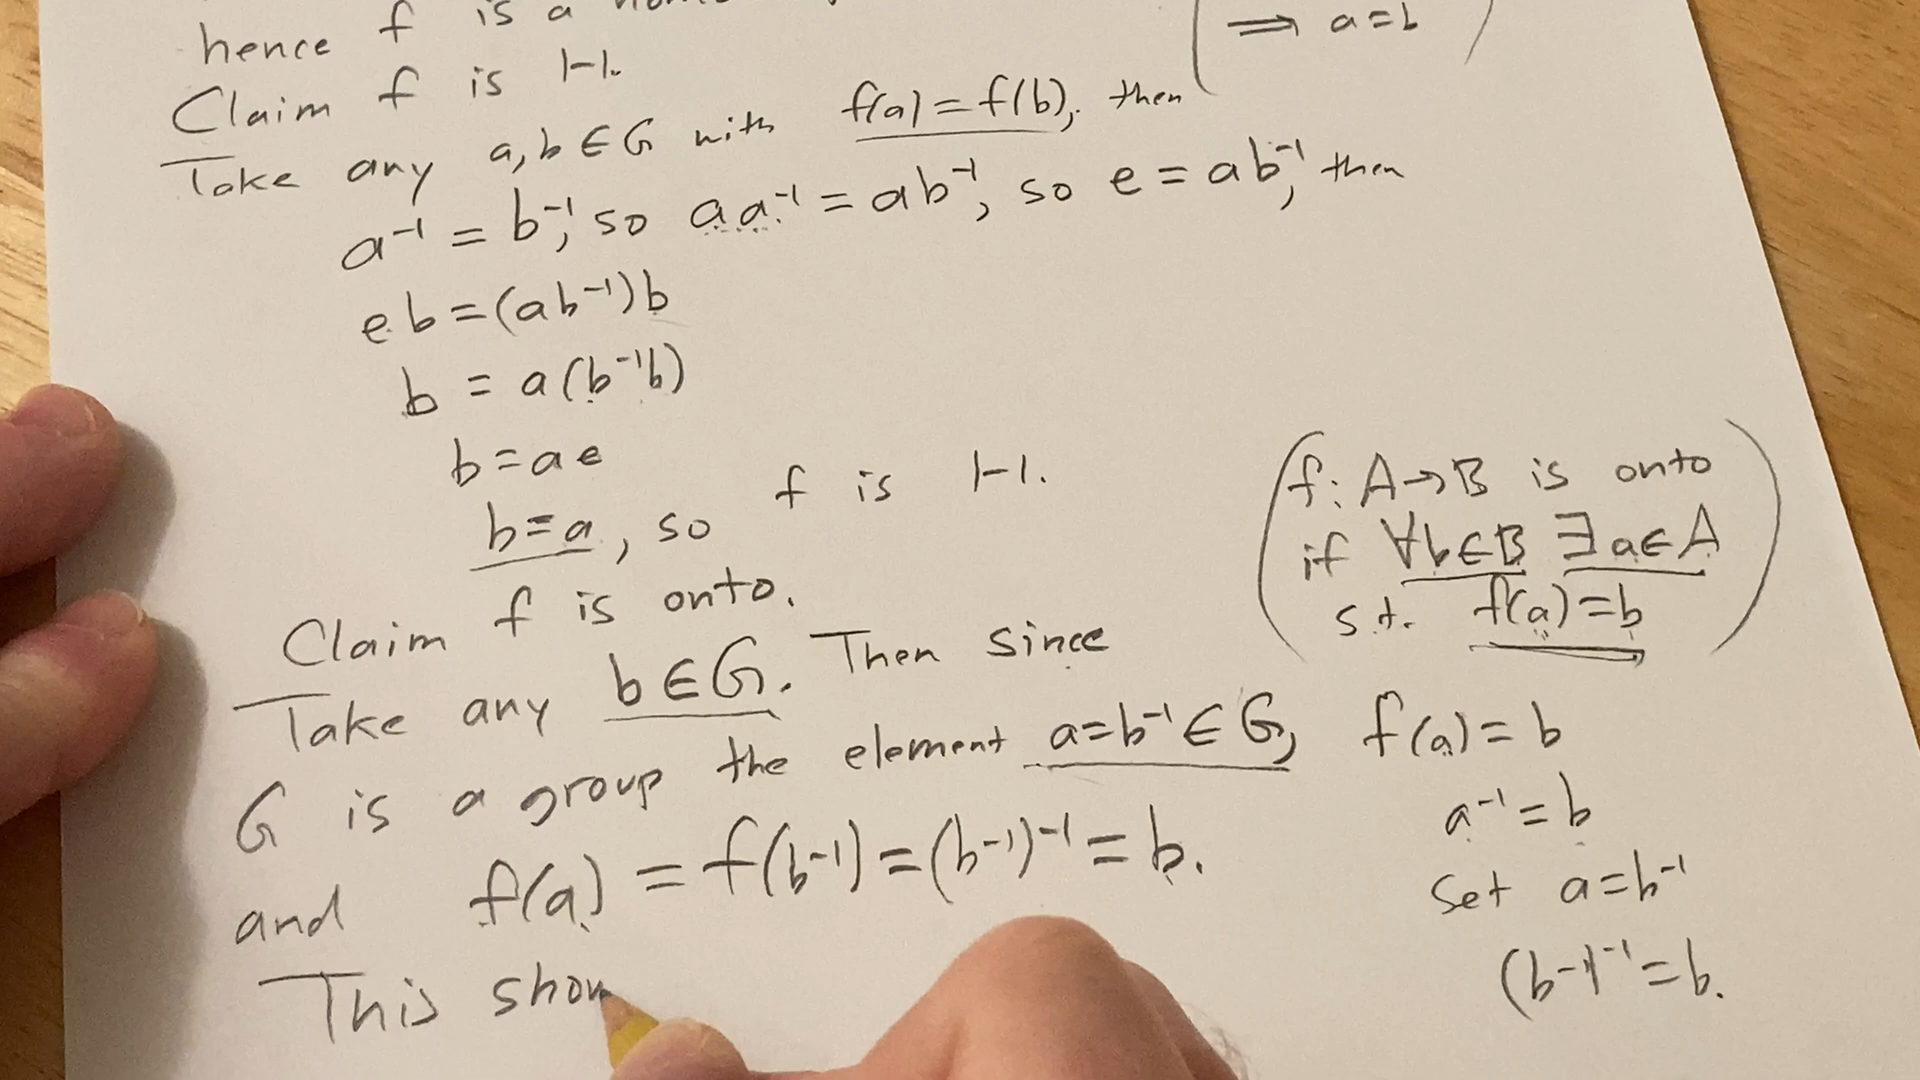 hence f is a
⟹ a=b
Claim f is 1-1.
Take any a,b∈G with f(a)=f(b), then
a⁻¹ = b⁻¹, so aa⁻¹ = ab⁻¹, so e = ab⁻¹, then
eb=(ab⁻¹)b
b = a(b⁻¹b)
b=ae
b=a, so f is 1-1.
(f: A→B is onto
if ∀b∈B ∃a∈A
s.t. f(a)=b)
Claim f is onto.
Take any b∈G. Then since
G is a group the element a=b⁻¹∈G,
and f(a) = f(b⁻¹) = (b⁻¹)⁻¹ = b.
This show
f(a)=b
a⁻¹=b
Set a=b⁻¹
(b⁻¹)⁻¹=b.